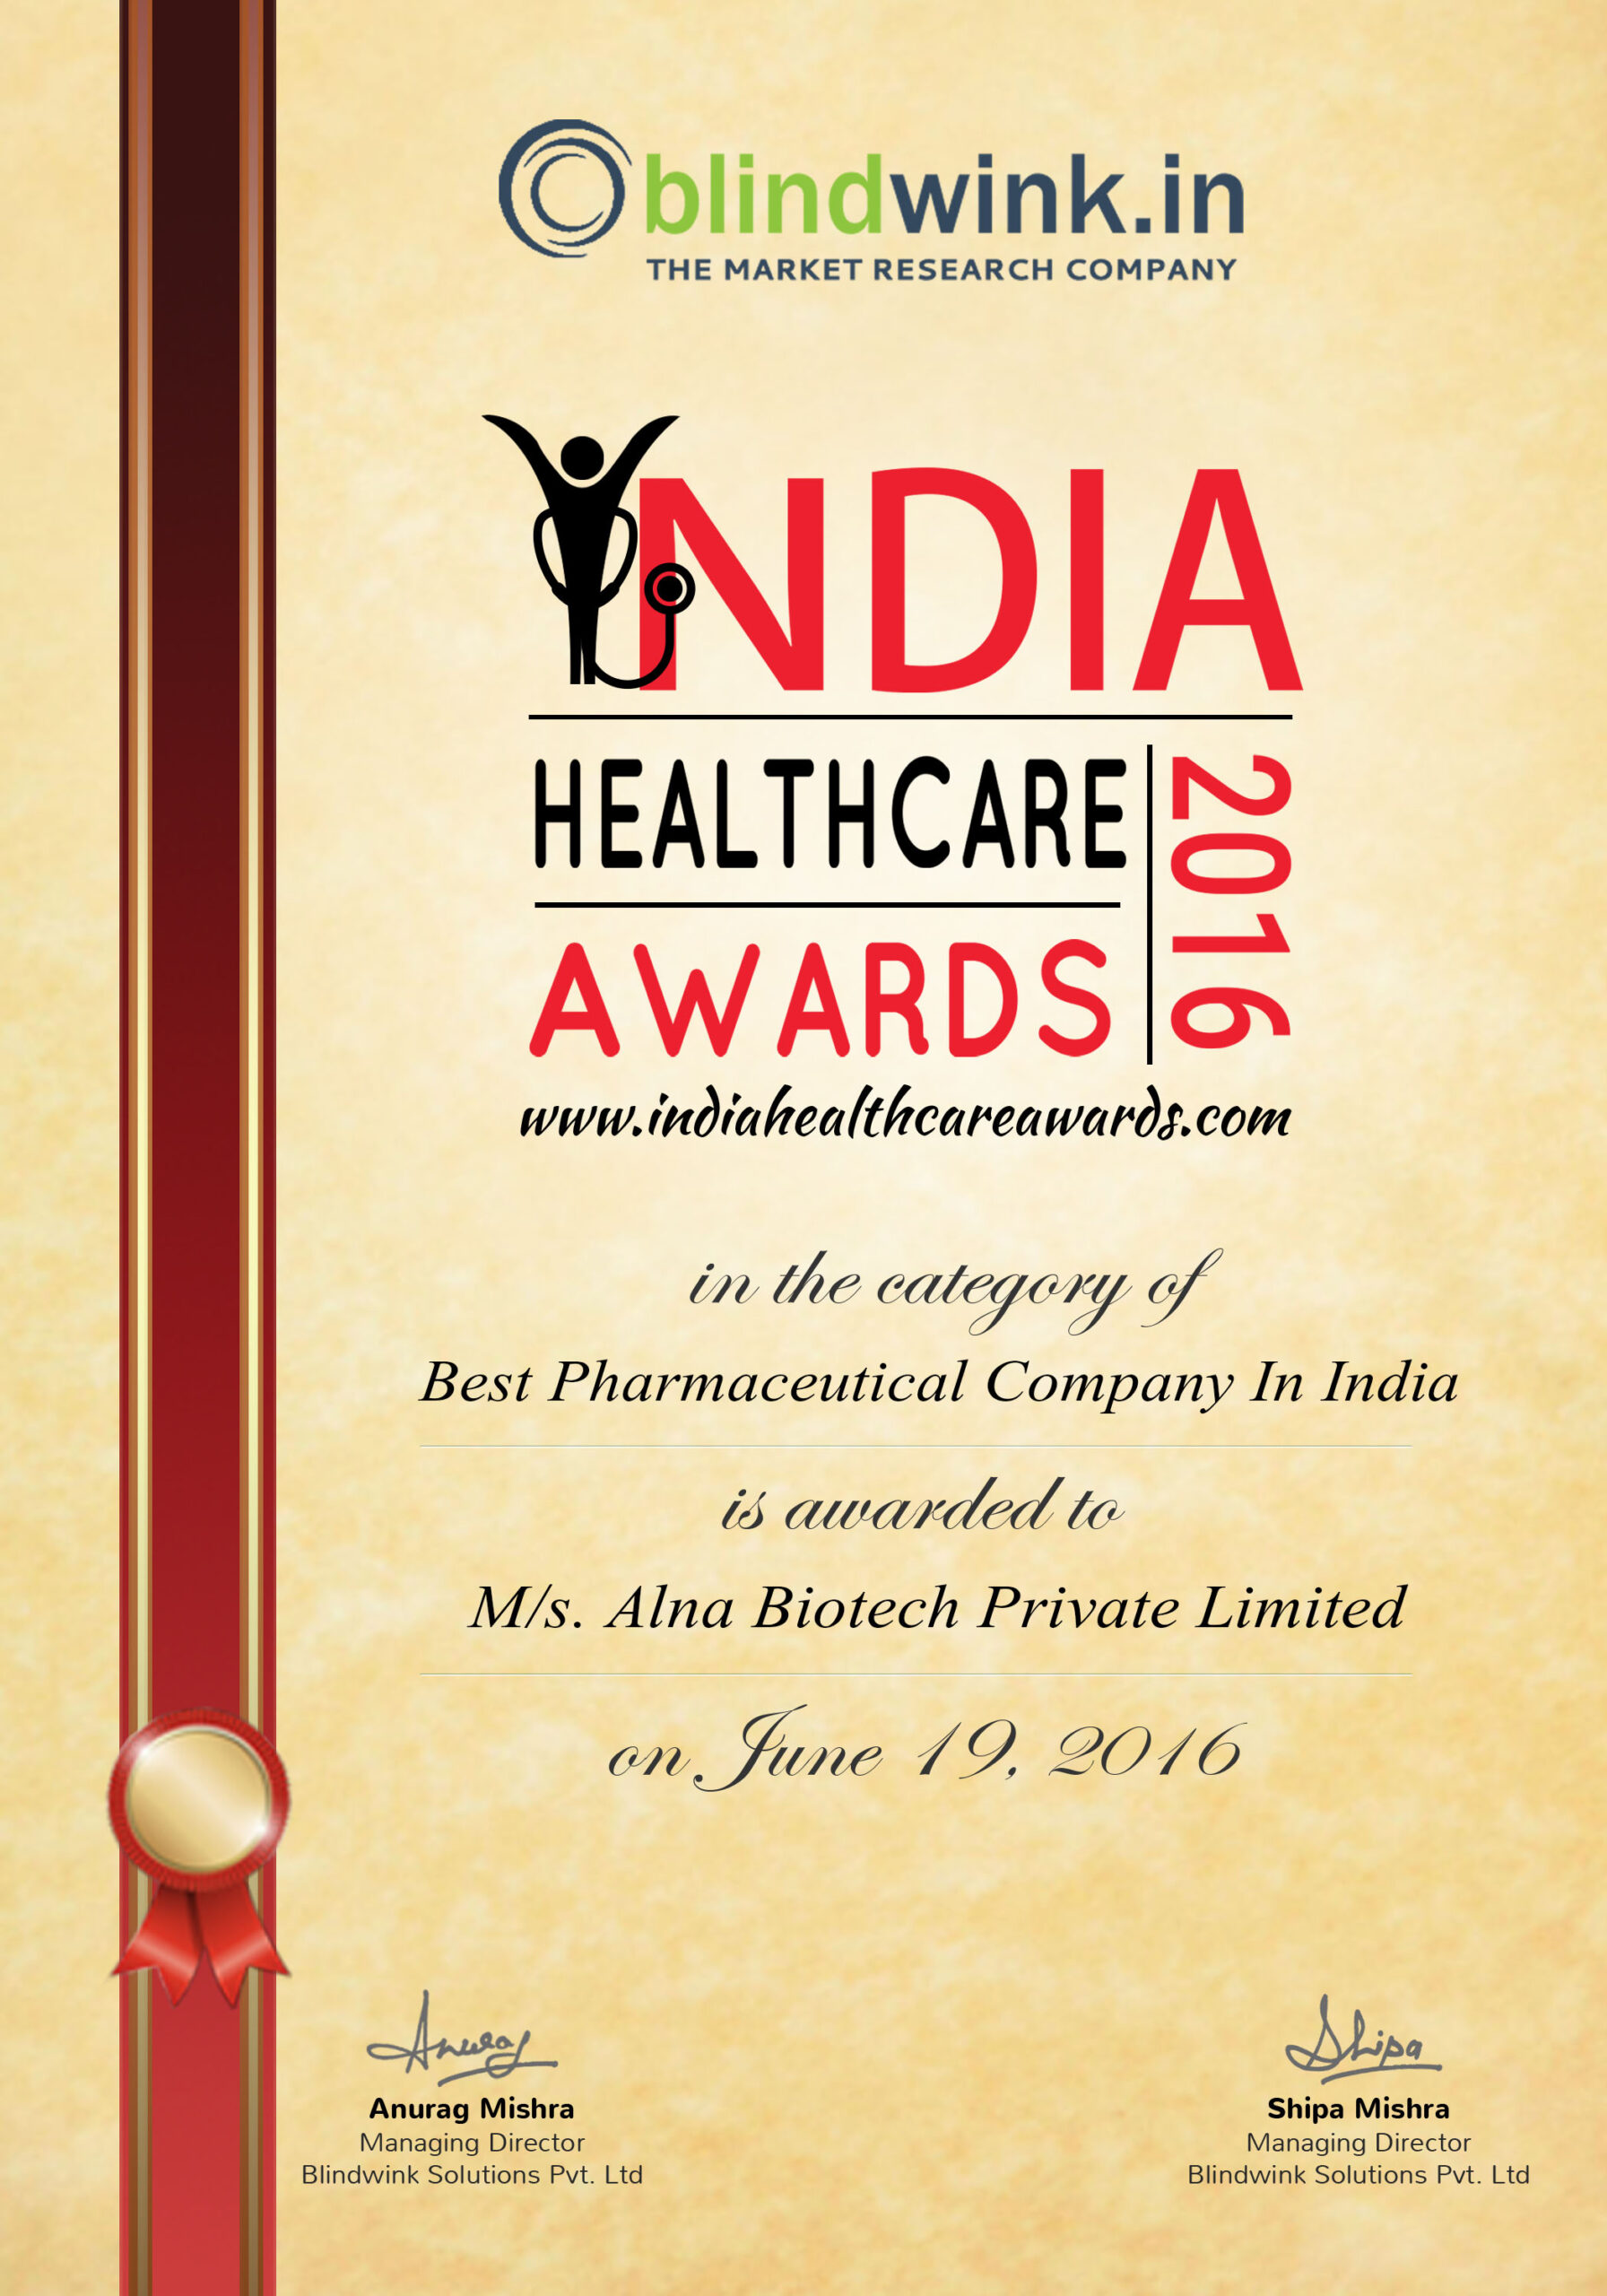 blindwink.in
THE MARKET RESEARCH COMPANY
INDIA
HEALTHCARE
AWARDS
2016
www.indiahealthcareawards.com
in the category of
Best Pharmaceutical Company In India
is awarded to
M/s. Alna Biotech Private Limited
on June 19, 2016
Anurag
Anurag Mishra
Managing Director
Blindwink Solutions Pvt. Ltd
Shipa
Shipa Mishra
Managing Director
Blindwink Solutions Pvt. Ltd